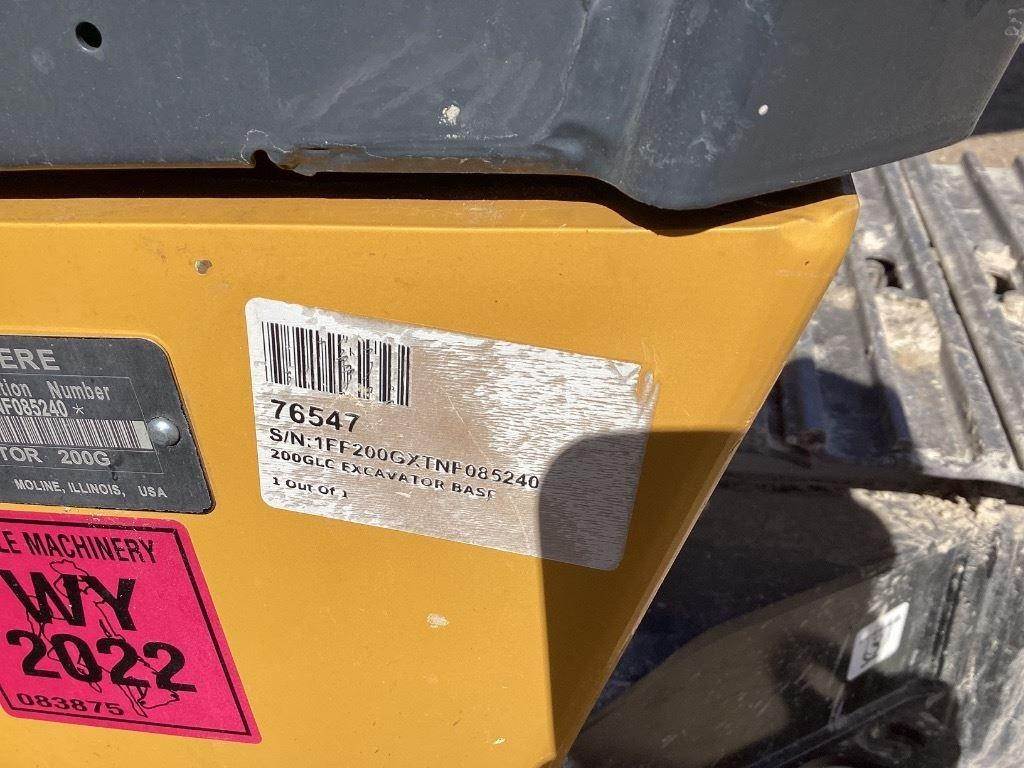 ERE
tion Number
NF085240 *
TOR 200G
MOLINE, ILLINOIS, USA
76547
S/N:1FF200GXTNF085240
200GLC EXCAVATOR BASE
1 Out Of 1
LE MACHINERY
WY
2022
083875